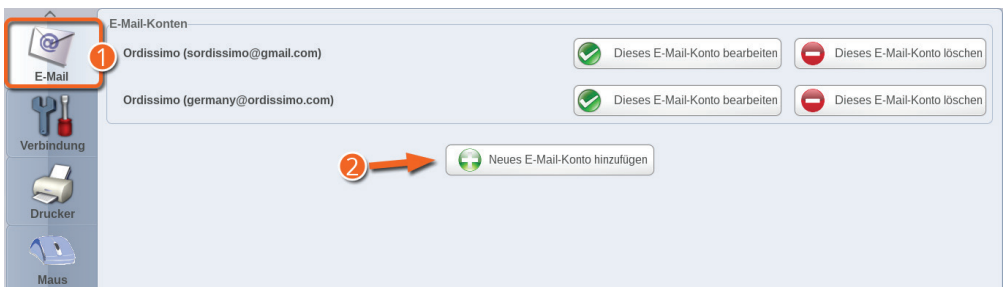 E-Mail-Konten
E-Mail
1
Ordissimo (sordissimo@gmail.com)
Dieses E-Mail-Konto bearbeiten
Dieses E-Mail-Konto löschen
Ordissimo (germany@ordissimo.com)
Dieses E-Mail-Konto bearbeiten
Dieses E-Mail-Konto löschen
Verbindung
2
Neues E-Mail-Konto hinzufügen
Drucker
Maus